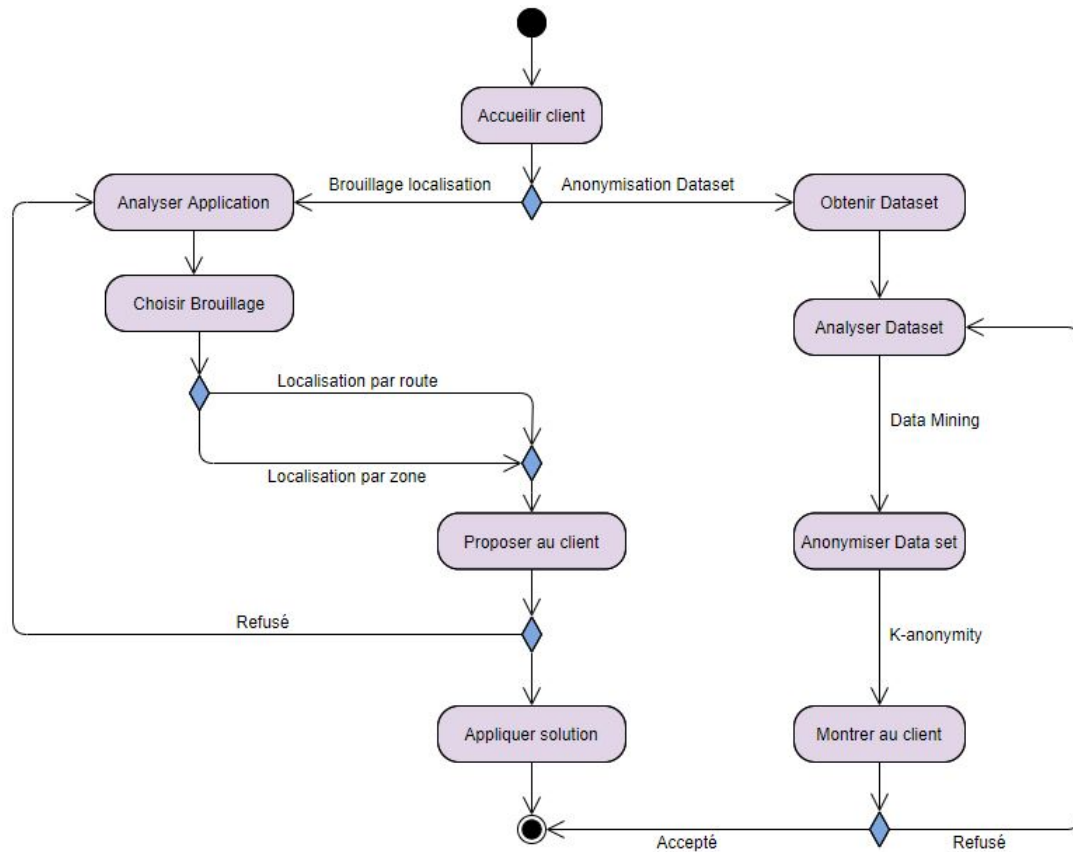 Accueilir client
Brouillage localisation
Anonymisation Dataset
Analyser Application
Obtenir Dataset
Choisir Brouillage
Analyser Dataset
Localisation par route
Data Mining
Localisation par zone
Proposer au client
Anonymiser Data set
Refusé
K-anonymity
Appliquer solution
Montrer au client
Accepté
Refusé